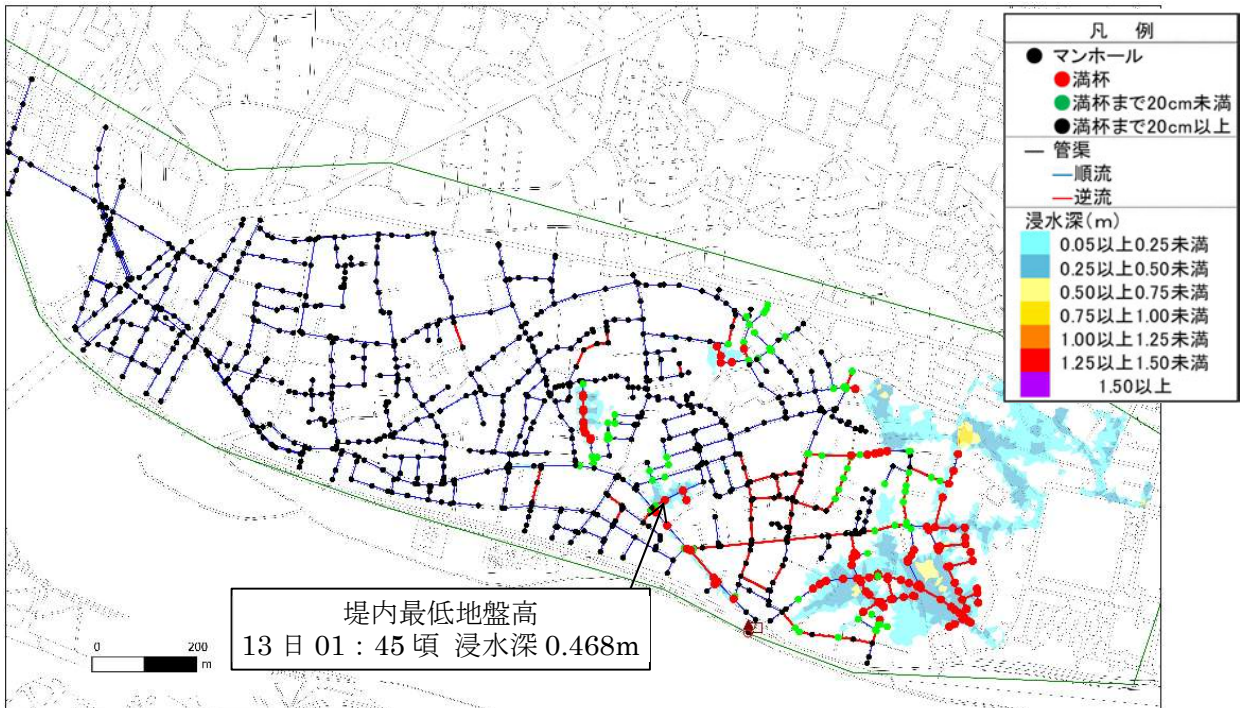 凡 例
● マンホール
●満杯
●満杯まで20cm未満
●満杯まで20cm以上
― 管渠
―順流
―逆流
浸水深(m)
0.05以上0.25未満
0.25以上0.50未満
0.50以上0.75未満
0.75以上1.00未満
1.00以上1.25未満
1.25以上1.50未満
1.50以上
堤内最低地盤高
13日01:45頃 浸水深0.468m
0 200
m